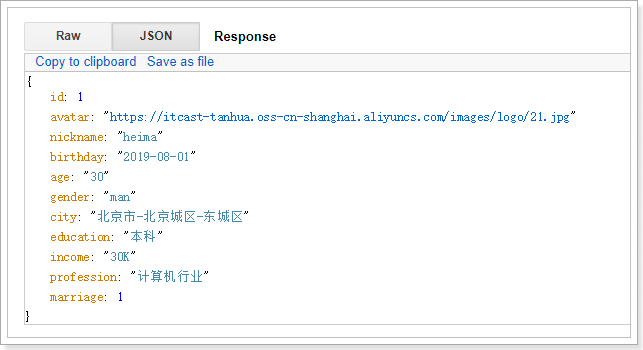 Raw JSON Response
Copy to clipboard Save as file
{
id: 1
avatar: "https://itcast-tanhua.oss-cn-shanghai.aliyuncs.com/images/logo/21.jpg"
nickname: "heima"
birthday: "2019-08-01"
age: "30"
gender: "man"
city: "北京市-北京城区-东城区"
education: "本科"
income: "30K"
profession: "计算机行业"
marriage: 1
}